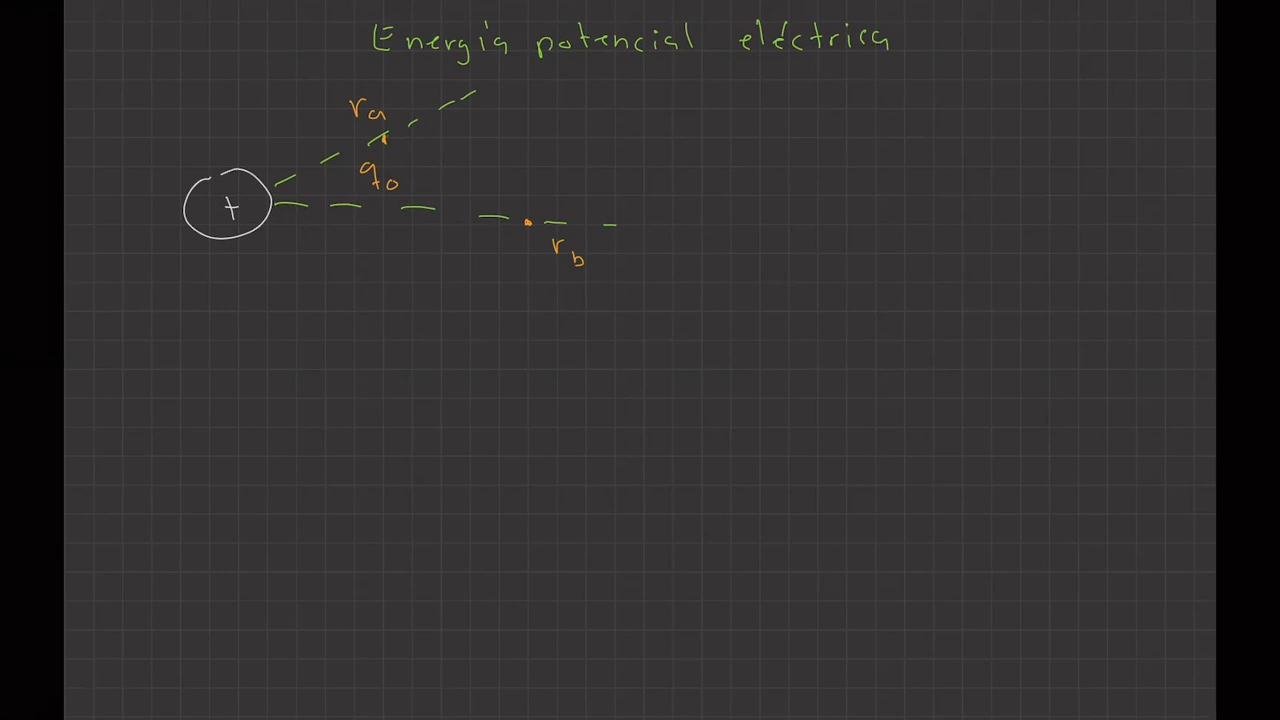 Energía potencial eléctrica
ra
q0
+
rb